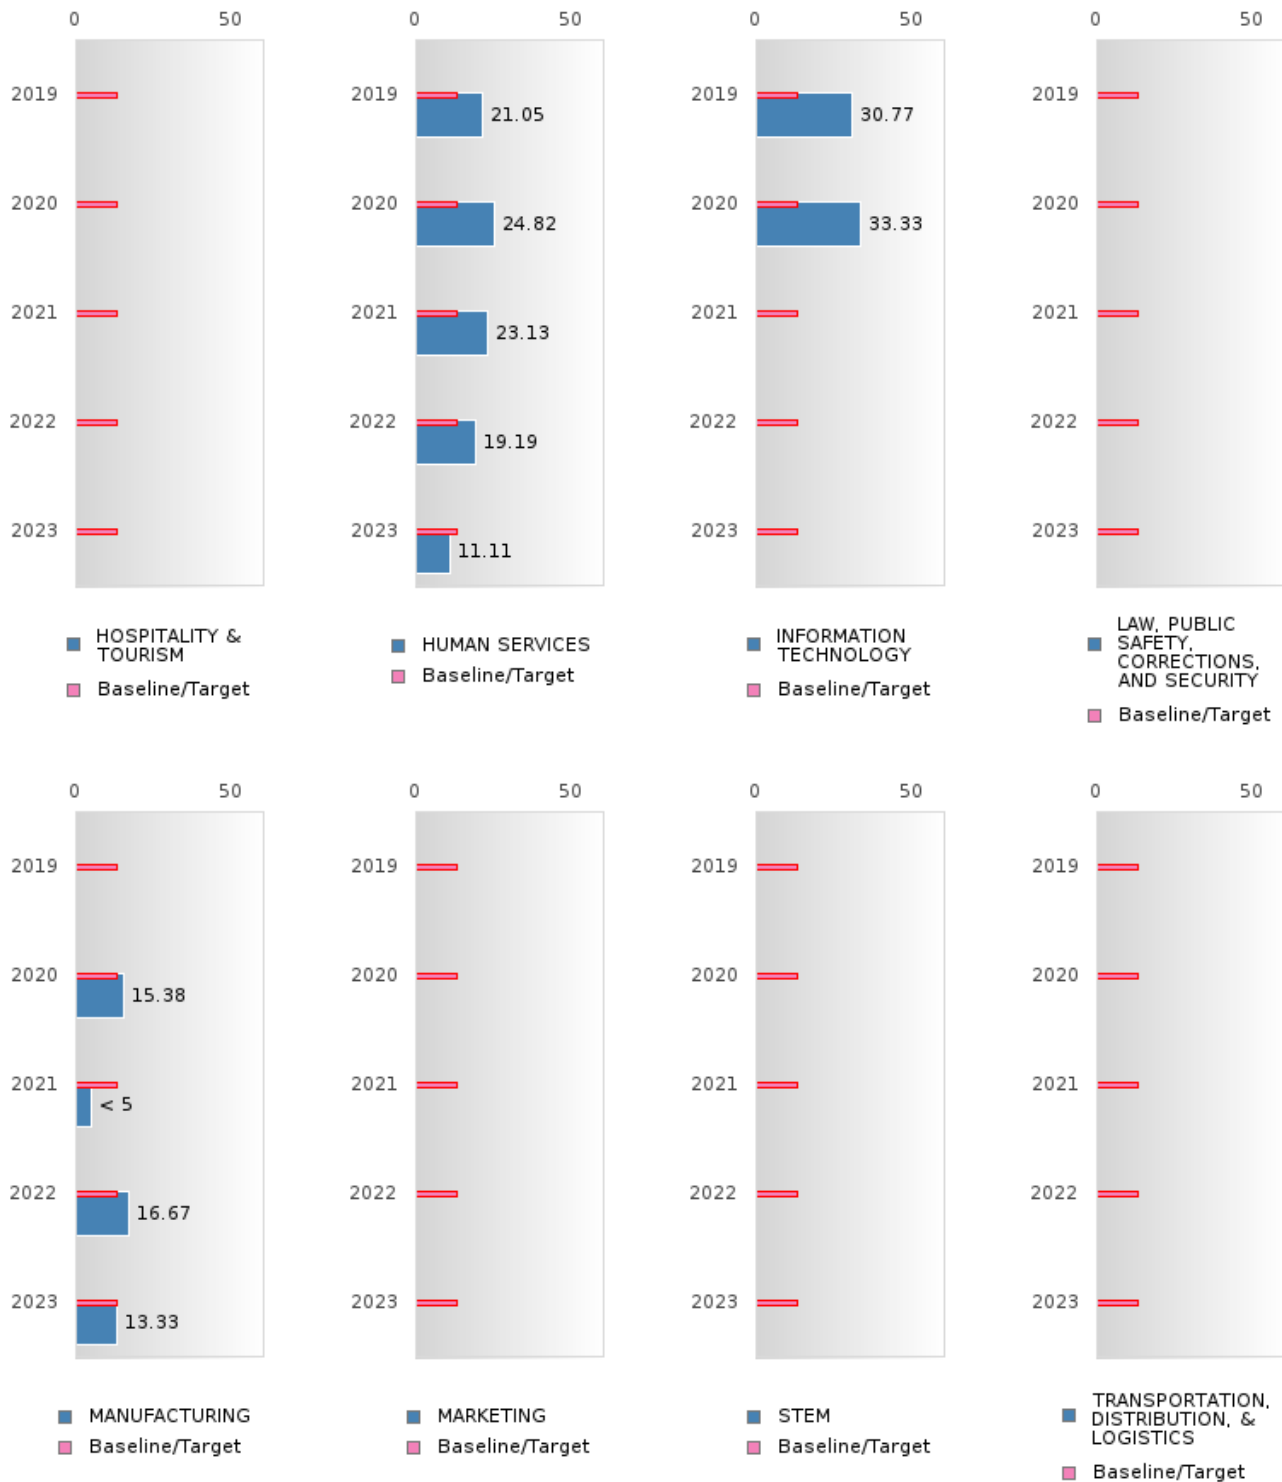 0 50
0 50
0 50
0 50
2019
2020
2021
2022
2023
2019
21.05
2020
24.82
2021
23.13
2022
19.19
2023
11.11
2019
30.77
2020
33.33
2021
2022
2023
2019
2020
2021
2022
2023
HOSPITALITY &
TOURISM
Baseline/Target
HUMAN SERVICES
Baseline/Target
INFORMATION
TECHNOLOGY
Baseline/Target
LAW, PUBLIC
SAFETY,
CORRECTIONS,
AND SECURITY
Baseline/Target
0 50
0 50
0 50
0 50
2019
2020
15.38
2021
< 5
2022
16.67
2023
13.33
2019
2020
2021
2022
2023
2019
2020
2021
2022
2023
2019
2020
2021
2022
2023
MANUFACTURING
Baseline/Target
MARKETING
Baseline/Target
STEM
Baseline/Target
TRANSPORTATION,
DISTRIBUTION, &
LOGISTICS
Baseline/Target